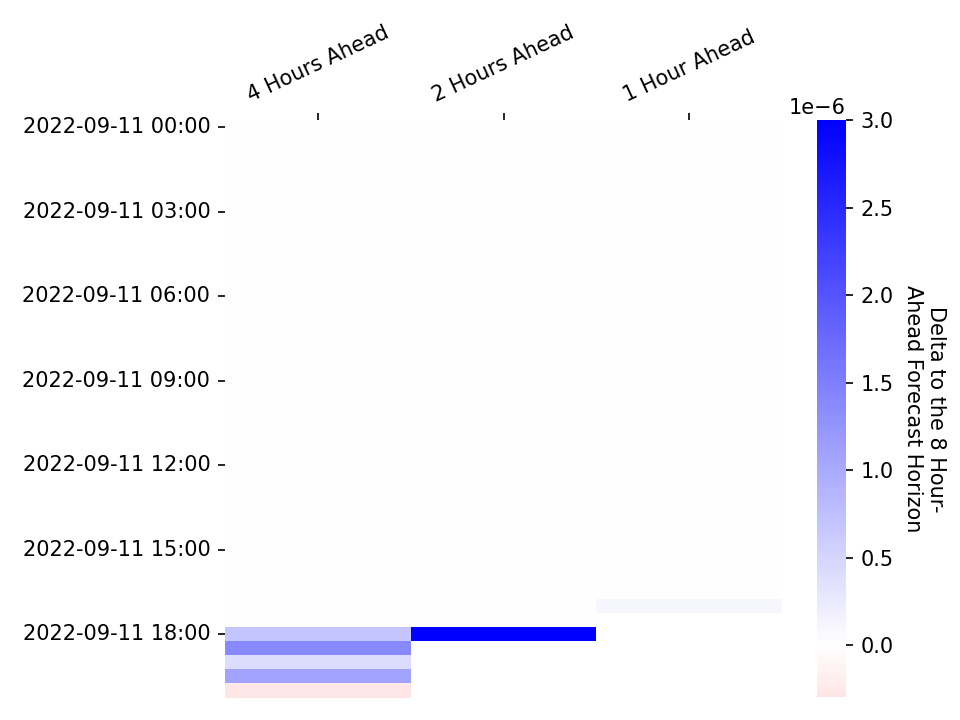 4 Hours Ahead
2 Hours Ahead
1 Hour Ahead
1e−6
2022-09-11 00:00
2022-09-11 03:00
2022-09-11 06:00
2022-09-11 09:00
2022-09-11 12:00
2022-09-11 15:00
2022-09-11 18:00
3.0
2.5
2.0
1.5
1.0
0.5
0.0
Delta to the 8 Hour-
Ahead Forecast Horizon